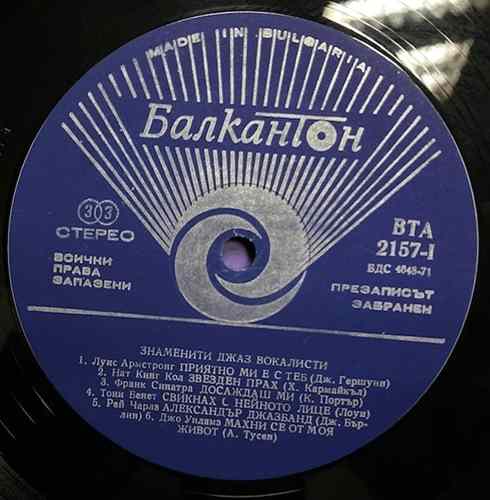 MADE IN BULGARIA
Балкантон
33
СТЕРЕО
ВСИЧКИ
ПРАВА
ЗАПАЗЕНИ
ВТА
2157-I
БДС 4648-71
ПРЕЗАПИСЪТ
ЗАБРАНЕН
ЗНАМЕНИТИ ДЖАЗ ВОКАЛИСТИ
1. Луис Армстронг ПРИЯТНО МИ Е С ТЕБ (Дж. Гершуин)
2. Нат Кинг Кол ЗВЕЗДЕН ПРАХ (Х. Кармайкъл)
3. Франк Синатра ДОСАЖДАШ МИ (К. Портър)
4. Тони Бенет СВИКНАХ С НЕЙНОТО ЛИЦЕ (Лоуи)
5. Рей Чарлз АЛЕКСАНДЪР ДЖАЗБАНД (Дж. Бър-
лин) 6. Джо Уилямз МАХНИ СЕ ОТ МОЯ
ЖИВОТ (А. Тусен)